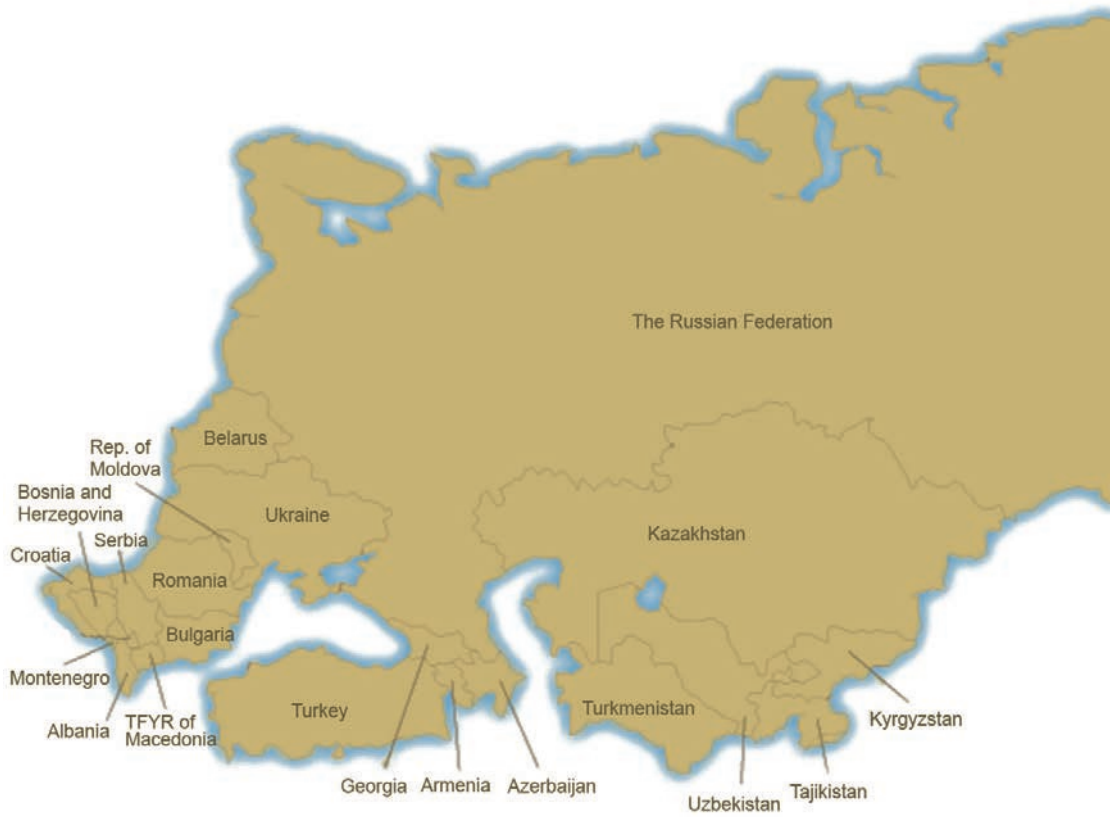 The Russian Federation
Belarus
Rep. of
Moldova
Bosnia and
Herzegovina
Ukraine
Kazakhstan
Serbia
Croatia
Romania
Bulgaria
Montenegro
Albania
TFYR of
Macedonia
Turkey
Turkmenistan
Kyrgyzstan
Georgia
Armenia
Azerbaijan
Uzbekistan
Tajikistan